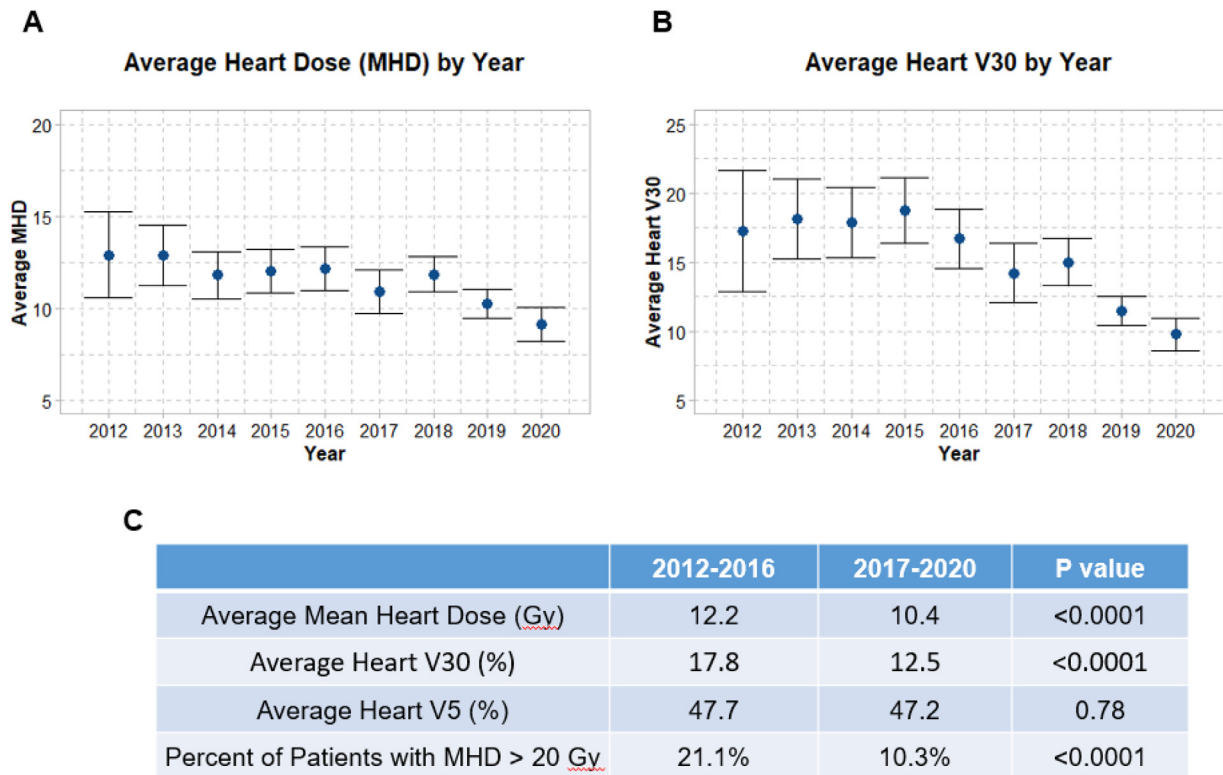 A
Average Heart Dose (MHD) by Year
20
15
10
5
Average MHD
2012 2013 2014 2015 2016 2017 2018 2019 2020
Year
B
Average Heart V30 by Year
25
20
15
10
5
Average Heart V30
2012 2013 2014 2015 2016 2017 2018 2019 2020
Year
C
2012-2016 2017-2020 P value
Average Mean Heart Dose (Gy) 12.2 10.4 <0.0001
Average Heart V30 (%) 17.8 12.5 <0.0001
Average Heart V5 (%) 47.7 47.2 0.78
Percent of Patients with MHD > 20 Gy 21.1% 10.3% <0.0001